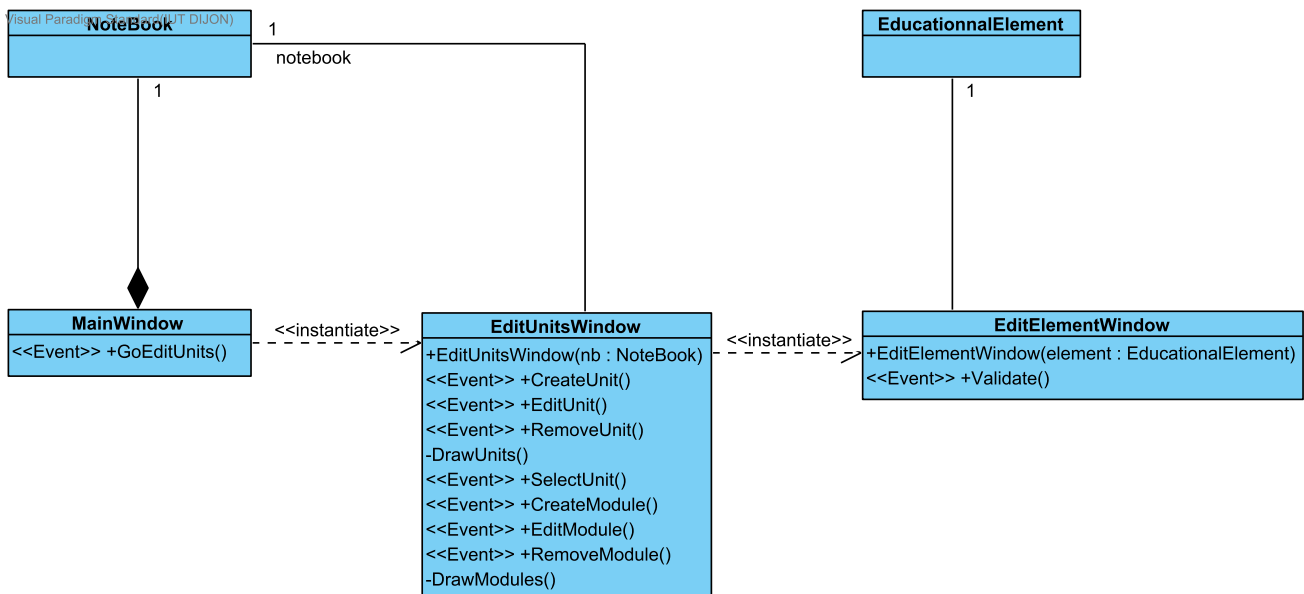 Visual Paradigm Standard(IUT DIJON)
NoteBook
1
notebook
1
EducationnalElement
1
MainWindow
<<Event>> +GoEditUnits()
<<instantiate>>
EditUnitsWindow
+EditUnitsWindow(nb : NoteBook)
<<Event>> +CreateUnit()
<<Event>> +EditUnit()
<<Event>> +RemoveUnit()
-DrawUnits()
<<Event>> +SelectUnit()
<<Event>> +CreateModule()
<<Event>> +EditModule()
<<Event>> +RemoveModule()
-DrawModules()
<<instantiate>>
EditElementWindow
+EditElementWindow(element : EducationalElement)
<<Event>> +Validate()